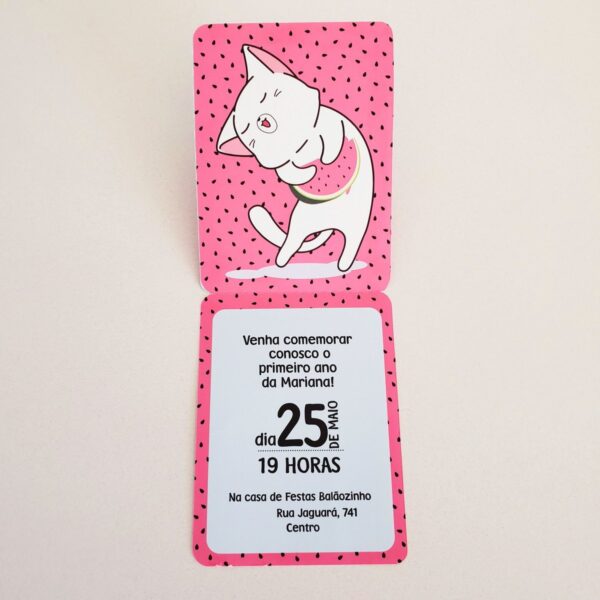 Venha comemorar
conosco o
primeiro ano
da Mariana!
dia 25 DE MAIO
19 HORAS
Na casa de Festas Balãozinho
Rua Jaguará, 741
Centro